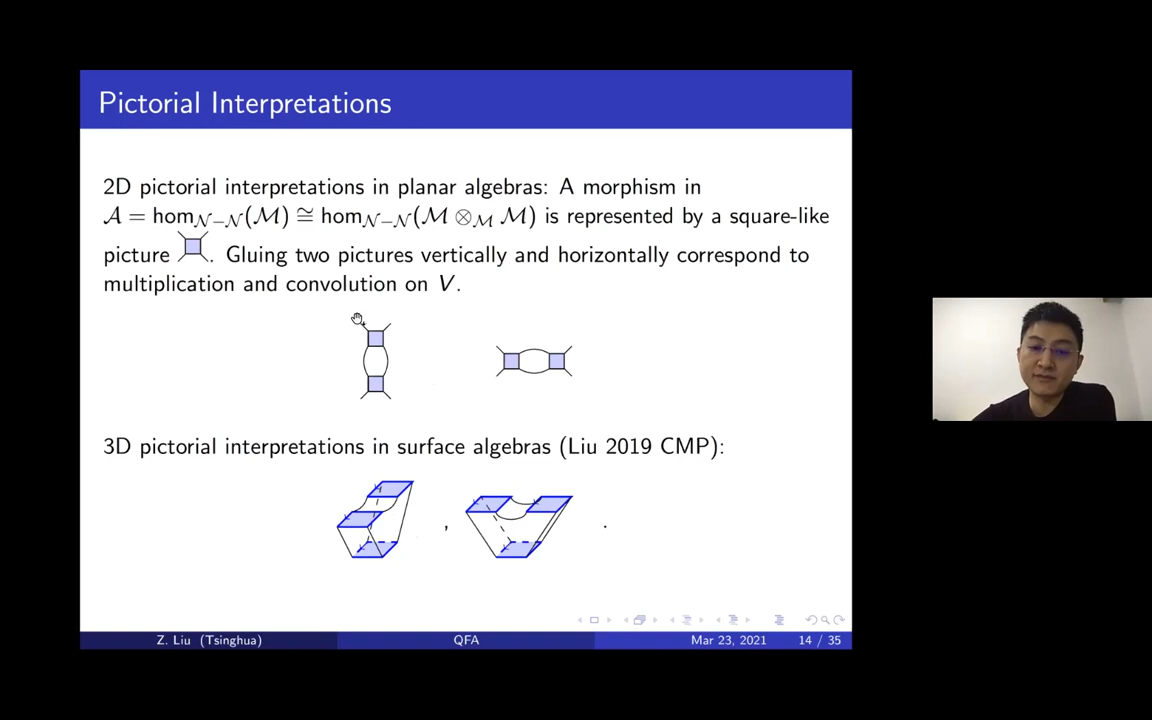 Pictorial Interpretations
2D pictorial interpretations in planar algebras: A morphism in
𝒜 = hom_{𝒩−𝒩}(ℳ) ≅ hom_{𝒩−𝒩}(ℳ ⊗_ℳ ℳ) is represented by a square-like
picture . Gluing two pictures vertically and horizontally correspond to
multiplication and convolution on V.
3D pictorial interpretations in surface algebras (Liu 2019 CMP):
, .
Z. Liu (Tsinghua) QFA Mar 23, 2021 14 / 35